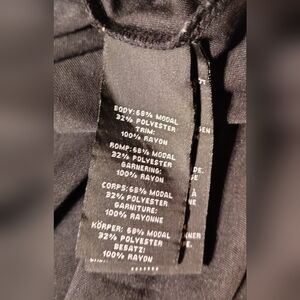 BODY: 68% MODAL
32% POLYESTER
TRIM:
100% RAYON
ROMP: 68% MODAL
32% POLYESTER
GARNERING:
100% RAYON
CORPS: 68% MODAL
32% POLYESTER
GARNITURE:
100% RAYONNE
KÖRPER: 68% MODAL
32% POLYESTER
BESATZ:
100% RAYON